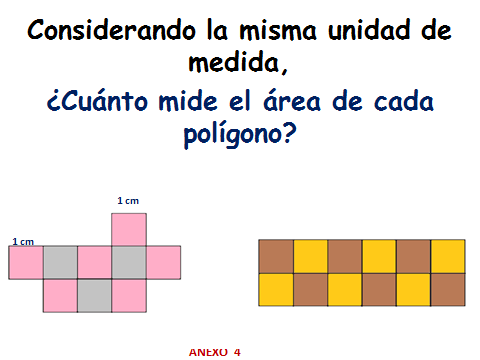 Considerando la misma unidad de
medida,
¿Cuánto mide el área de cada
polígono?
1 cm
1 cm
ANEXO 4